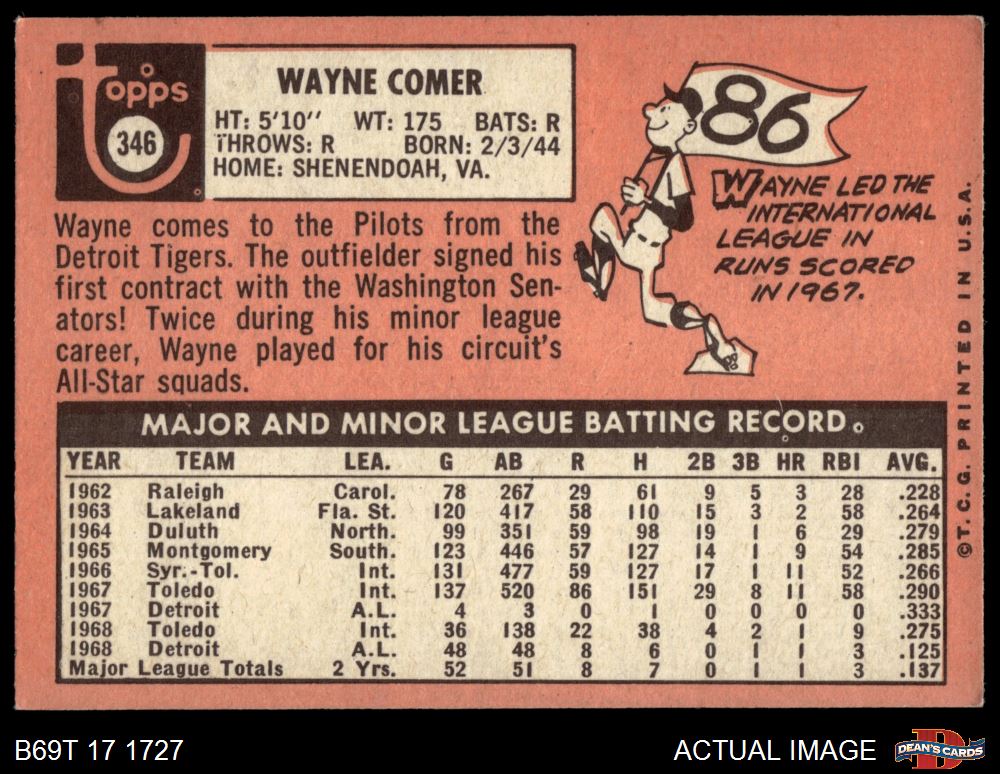 topps
346
WAYNE COMER
HT: 5'10'' WT: 175 BATS: R
THROWS: R BORN: 2/3/44
HOME: SHENENDOAH, VA.
Wayne comes to the Pilots from the
Detroit Tigers. The outfielder signed his
first contract with the Washington Sen-
ators! Twice during his minor league
career, Wayne played for his circuit's
All-Star squads.
86
WAYNE LED THE
INTERNATIONAL
LEAGUE IN
RUNS SCORED
IN 1967.
©T.C.G. PRINTED IN U.S.A.
MAJOR AND MINOR LEAGUE BATTING RECORD
YEAR TEAM LEA. G AB R H 2B 3B HR RBI AVG.
1962 Raleigh Carol. 78 267 29 61 9 5 3 28 .228
1963 Lakeland Fla. St. 120 417 58 110 15 3 2 58 .264
1964 Duluth North. 99 351 59 98 19 1 6 29 .279
1965 Montgomery South. 123 446 57 127 14 1 9 54 .285
1966 Syr.-Tol. Int. 131 477 59 127 17 1 11 52 .266
1967 Toledo Int. 137 520 86 151 29 8 11 58 .290
1967 Detroit A.L. 4 3 0 1 0 0 0 0 .333
1968 Toledo Int. 36 138 22 38 4 2 1 9 .275
1968 Detroit A.L. 48 48 8 6 0 1 1 3 .125
Major League Totals 2 Yrs. 52 51 8 7 0 1 1 3 .137
B69T 17 1727
ACTUAL IMAGE
D
DEAN'S CARDS